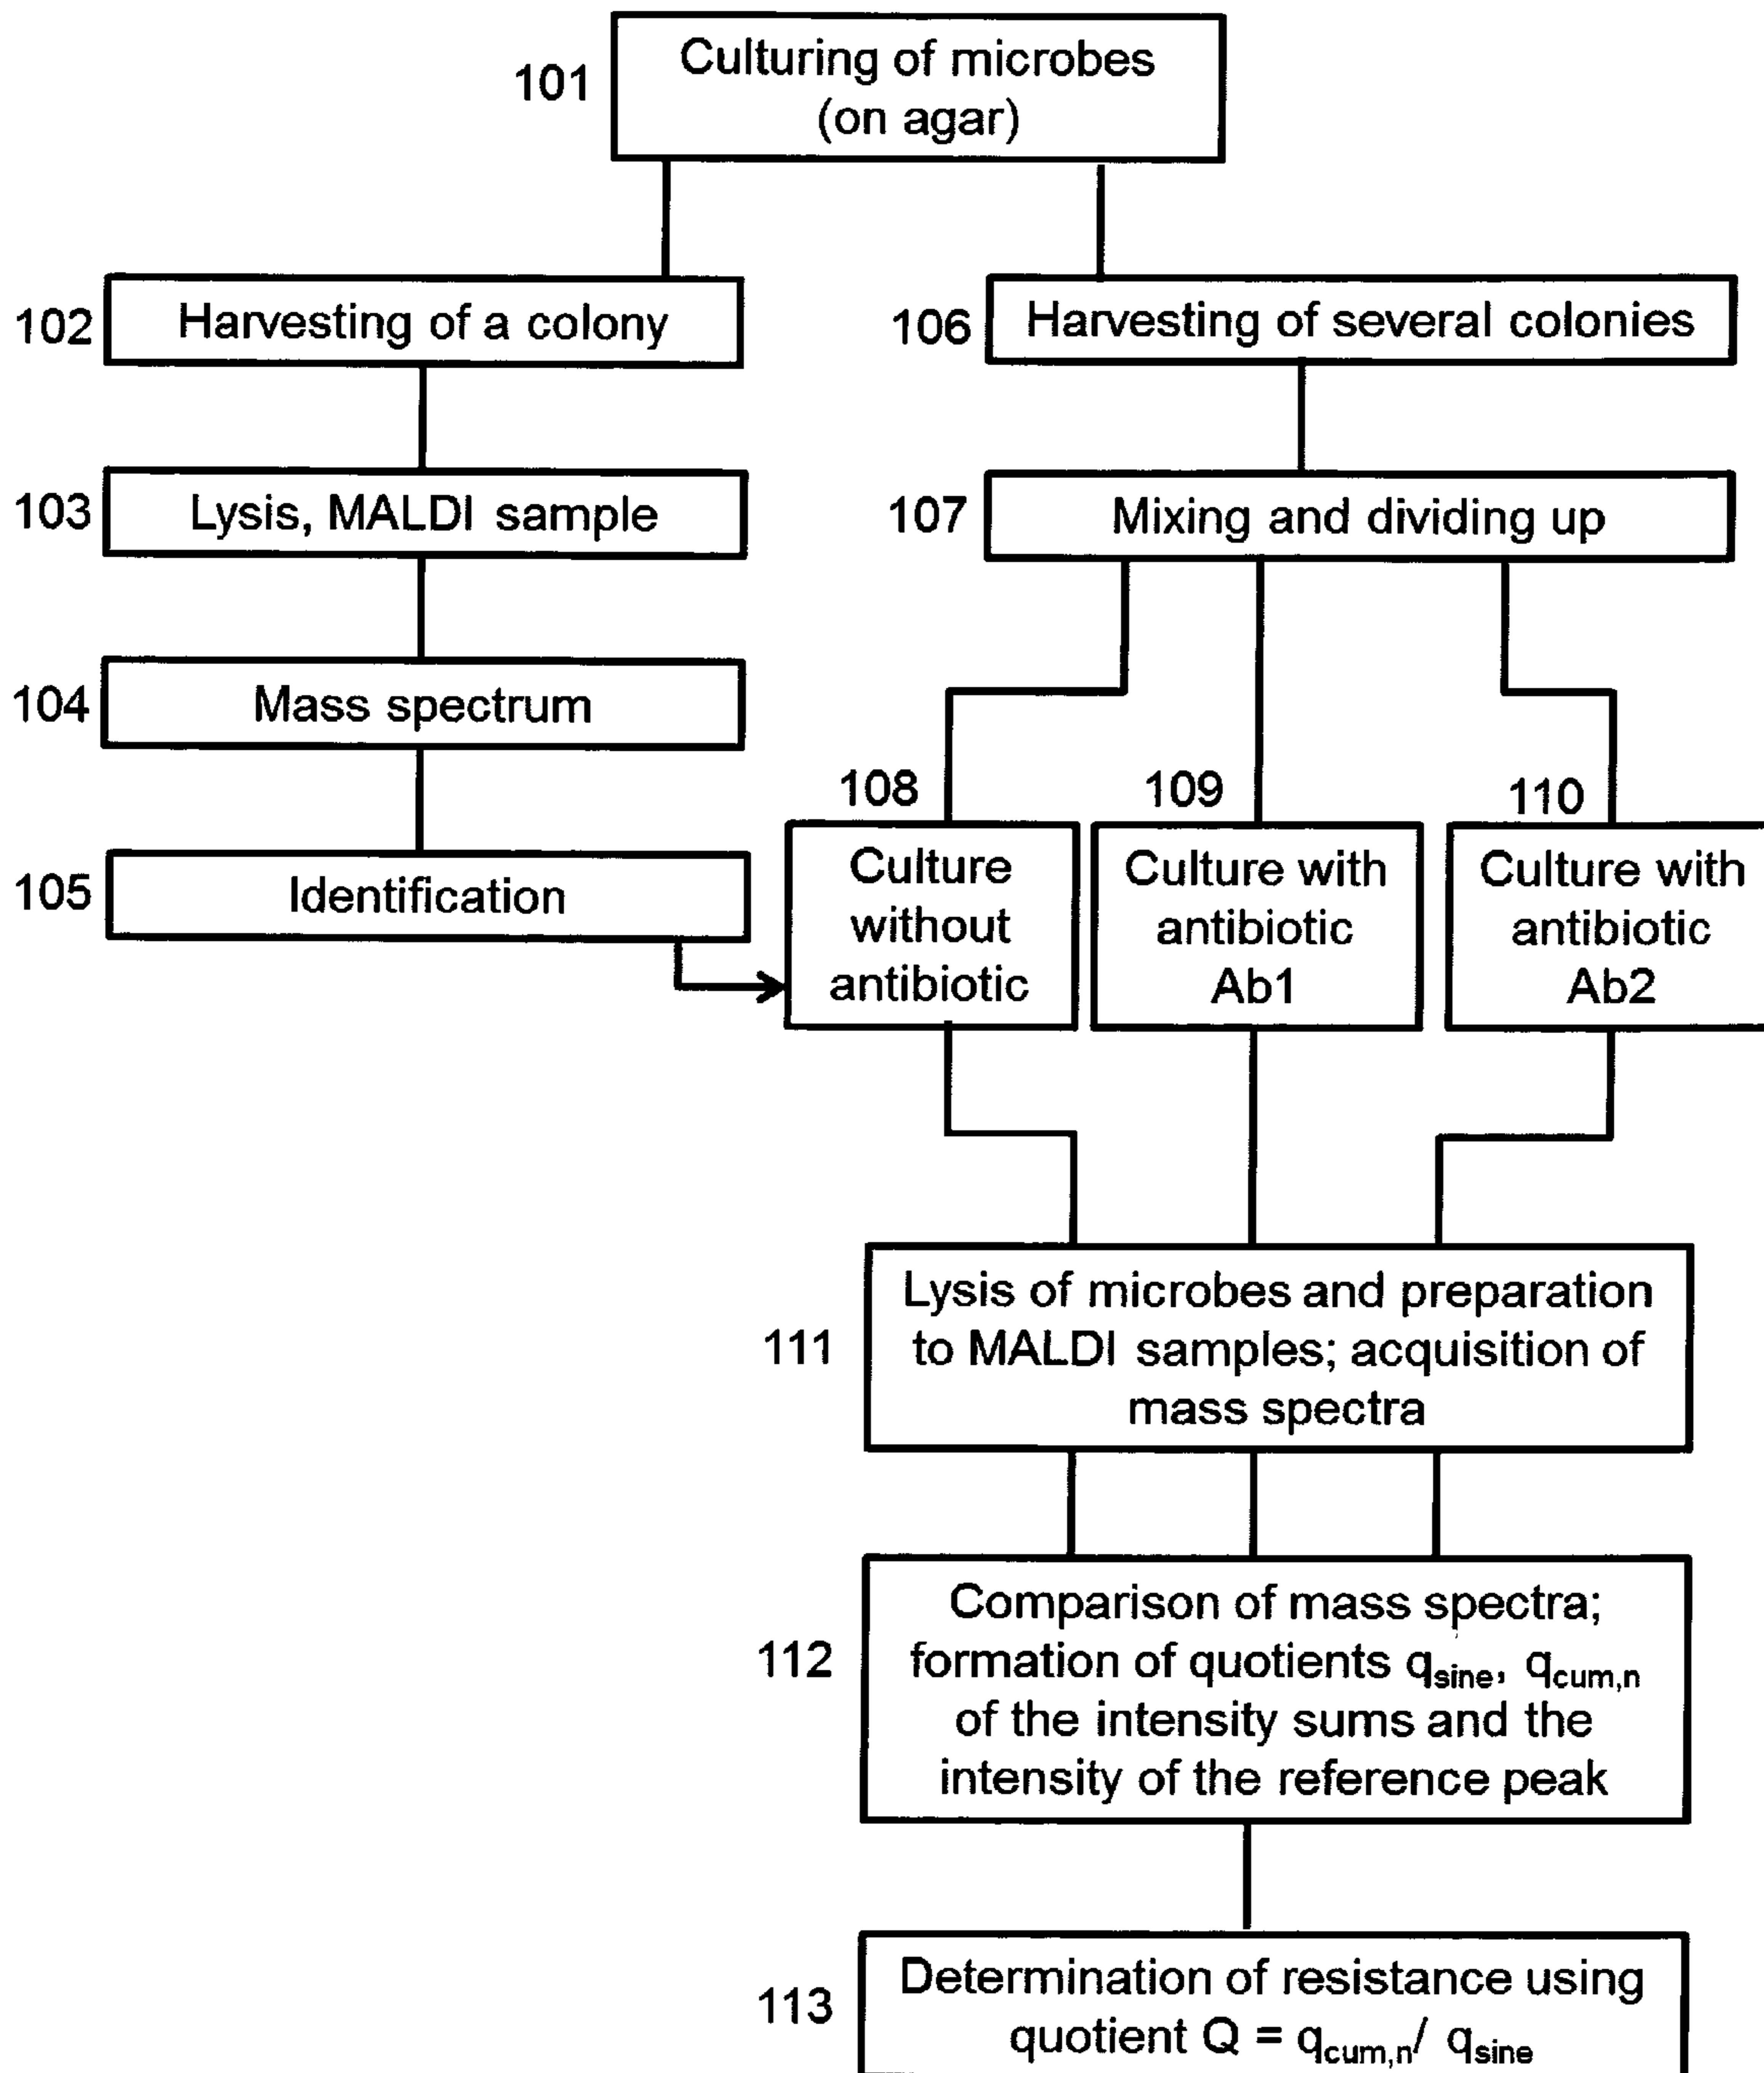 101
Culturing of microbes
(on agar)
102
Harvesting of a colony
103
Lysis, MALDI sample
104
Mass spectrum
105
Identification
106
Harvesting of several colonies
107
Mixing and dividing up
108
Culture
without
antibiotic
109
Culture with
antibiotic
Ab1
110
Culture with
antibiotic
Ab2
111
Lysis of microbes and preparation
to MALDI samples; acquisition of
mass spectra
112
Comparison of mass spectra;
formation of quotients q_sine, q_cum,n
of the intensity sums and the
intensity of the reference peak
113
Determination of resistance using
quotient Q = q_cum,n / q_sine